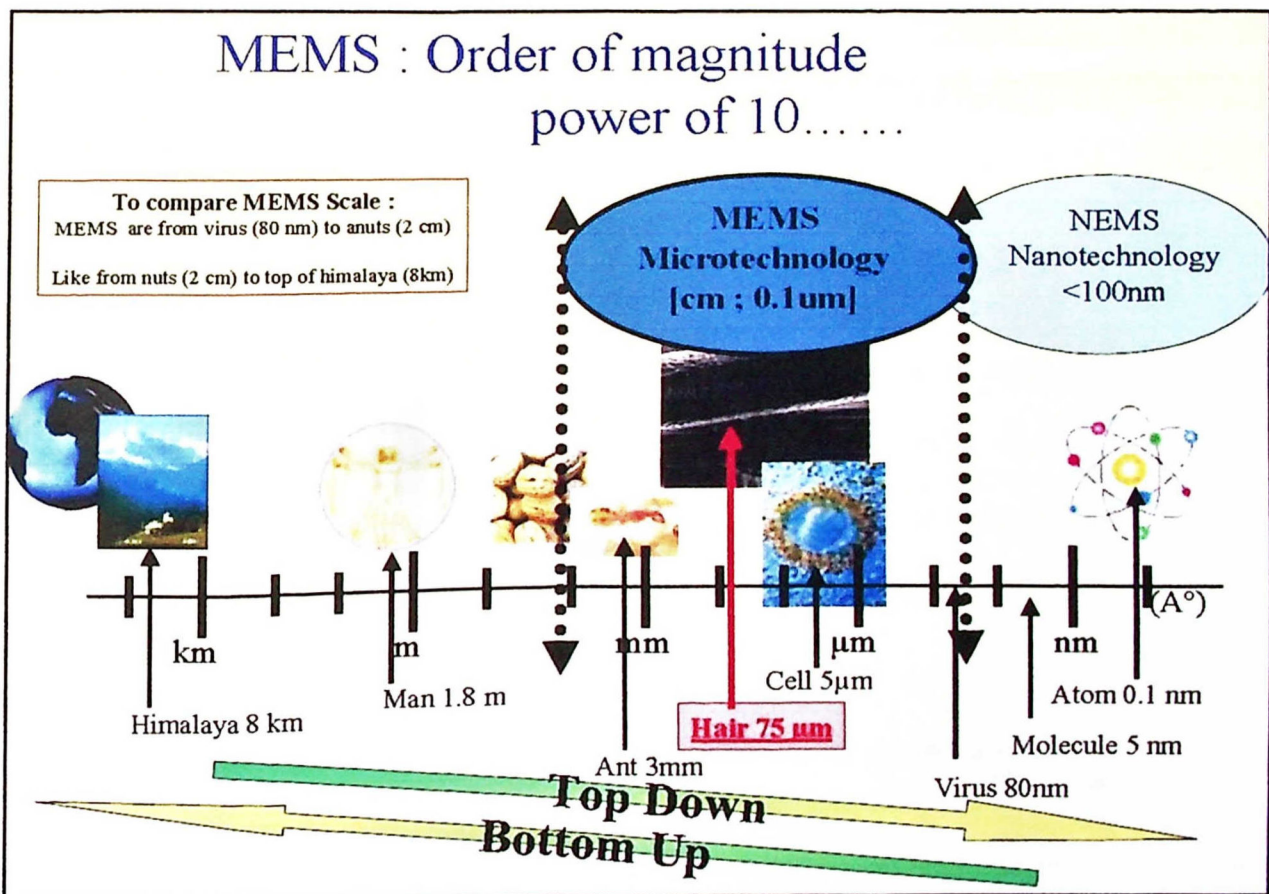 MEMS : Order of magnitude
power of 10……
To compare MEMS Scale :
MEMS are from virus (80 nm) to anuts (2 cm)
Like from nuts (2 cm) to top of himalaya (8km)
MEMS
Microtechnology
[cm ; 0.1um]
NEMS
Nanotechnology
<100nm
km
m
mm
µm
nm
(A°)
Himalaya 8 km
Man 1.8 m
Ant 3mm
Hair 75 µm
Cell 5µm
Virus 80nm
Molecule 5 nm
Atom 0.1 nm
Top Down
Bottom Up